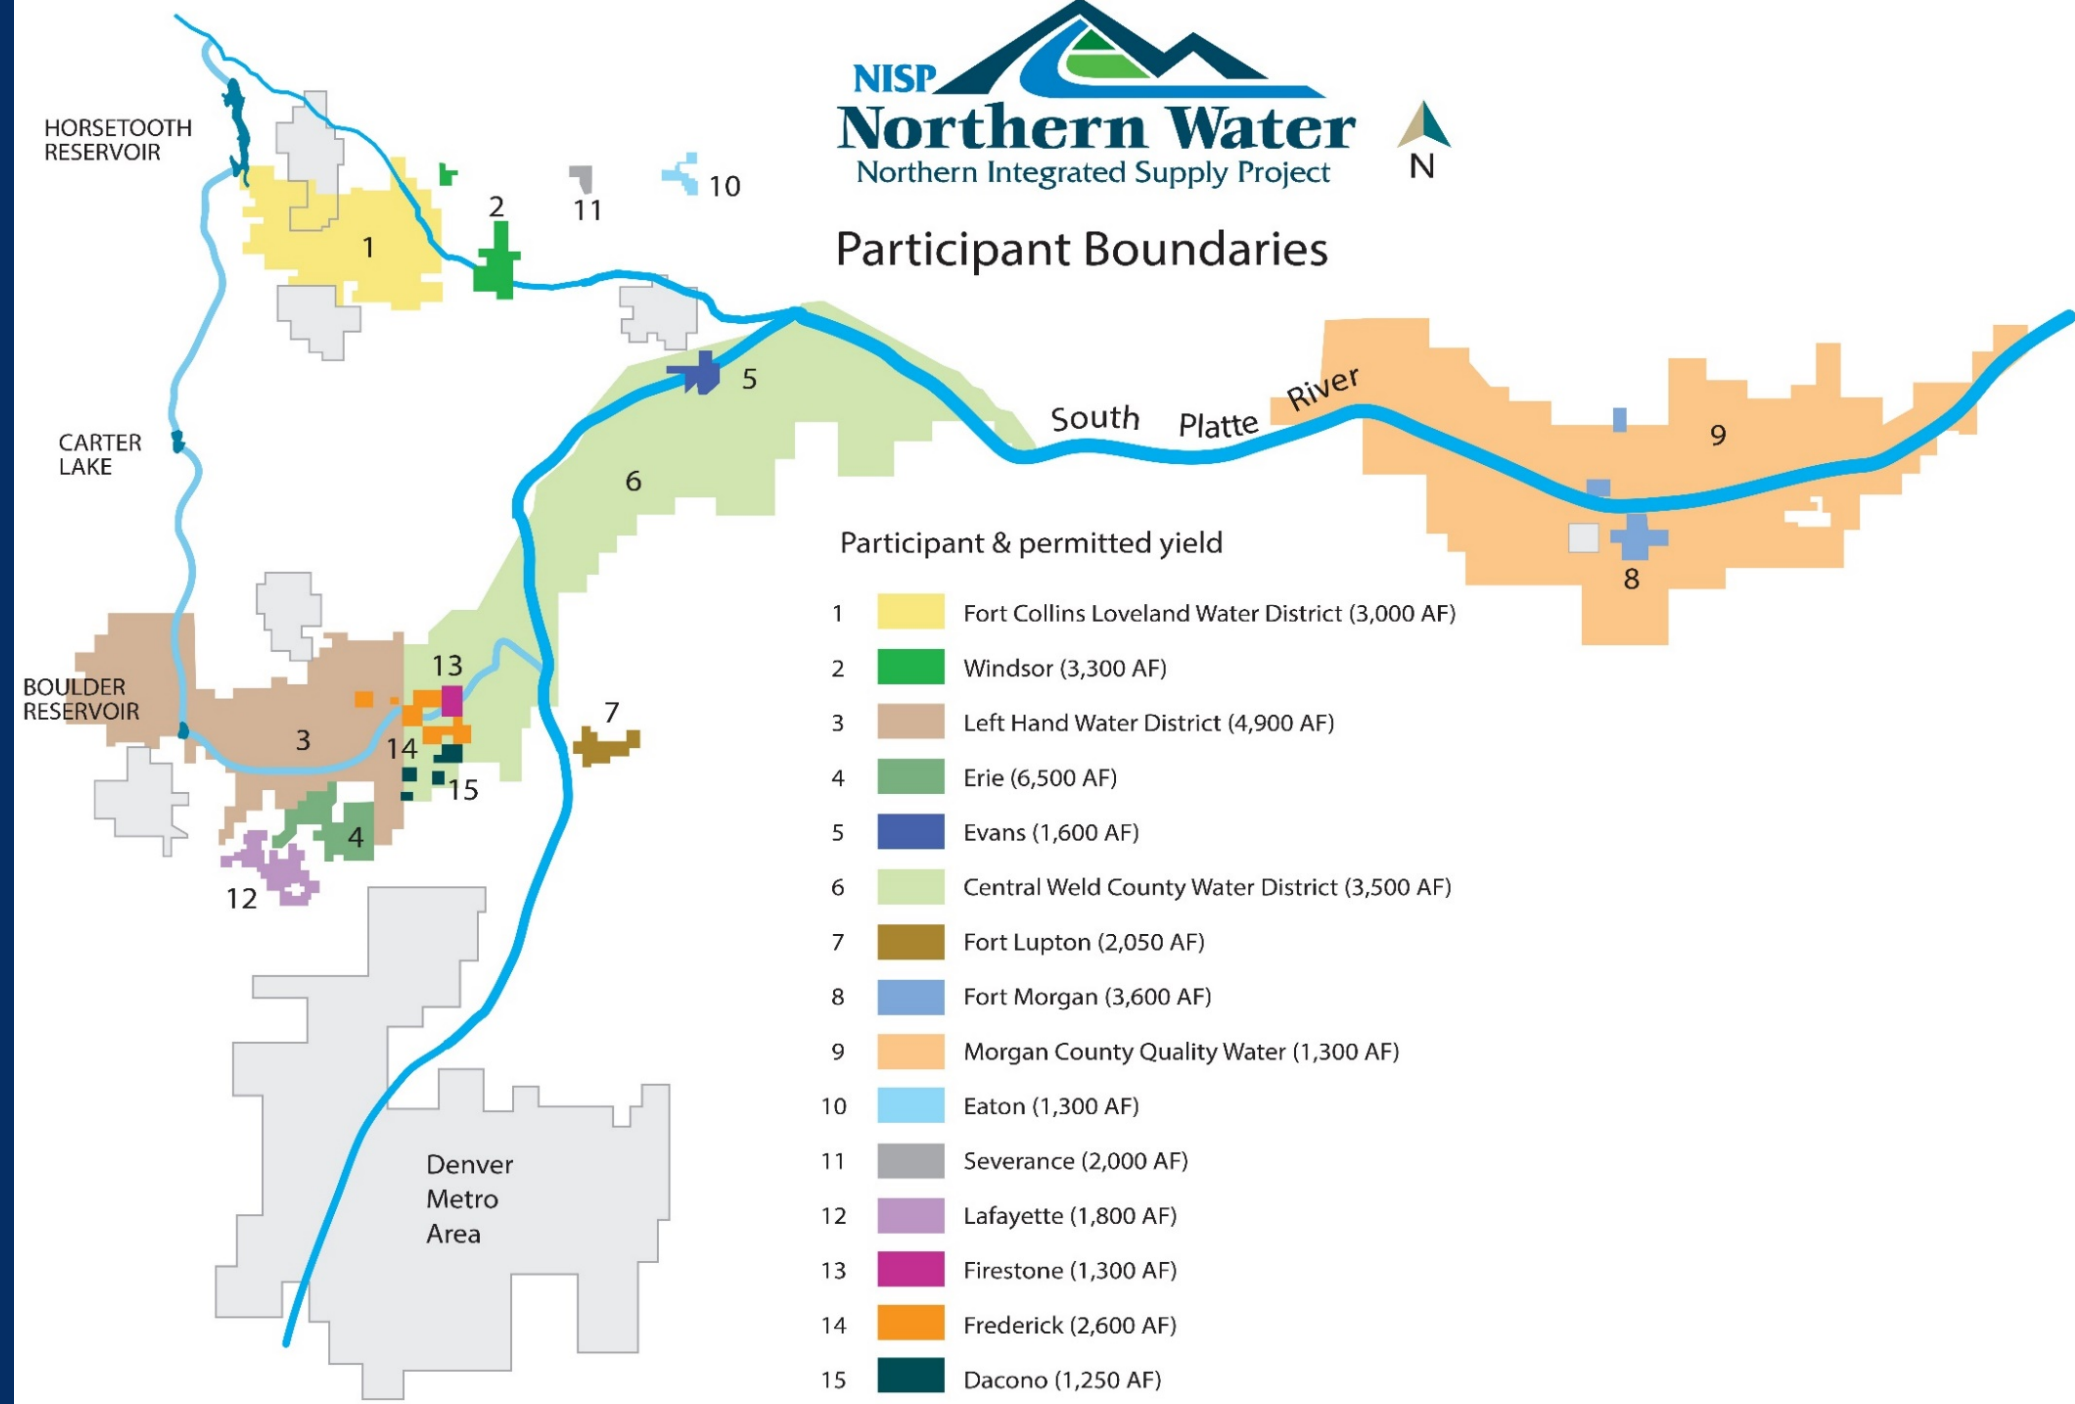 NISP
Northern Water
Northern Integrated Supply Project
N
Participant Boundaries
HORSETOOTH
RESERVOIR
1
2
11
10
5
South Platte River
9
CARTER
LAKE
6
8
BOULDER
RESERVOIR
13
7
3
14
15
4
12
Denver
Metro
Area
Participant & permitted yield
1 Fort Collins Loveland Water District (3,000 AF)
2 Windsor (3,300 AF)
3 Left Hand Water District (4,900 AF)
4 Erie (6,500 AF)
5 Evans (1,600 AF)
6 Central Weld County Water District (3,500 AF)
7 Fort Lupton (2,050 AF)
8 Fort Morgan (3,600 AF)
9 Morgan County Quality Water (1,300 AF)
10 Eaton (1,300 AF)
11 Severance (2,000 AF)
12 Lafayette (1,800 AF)
13 Firestone (1,300 AF)
14 Frederick (2,600 AF)
15 Dacono (1,250 AF)